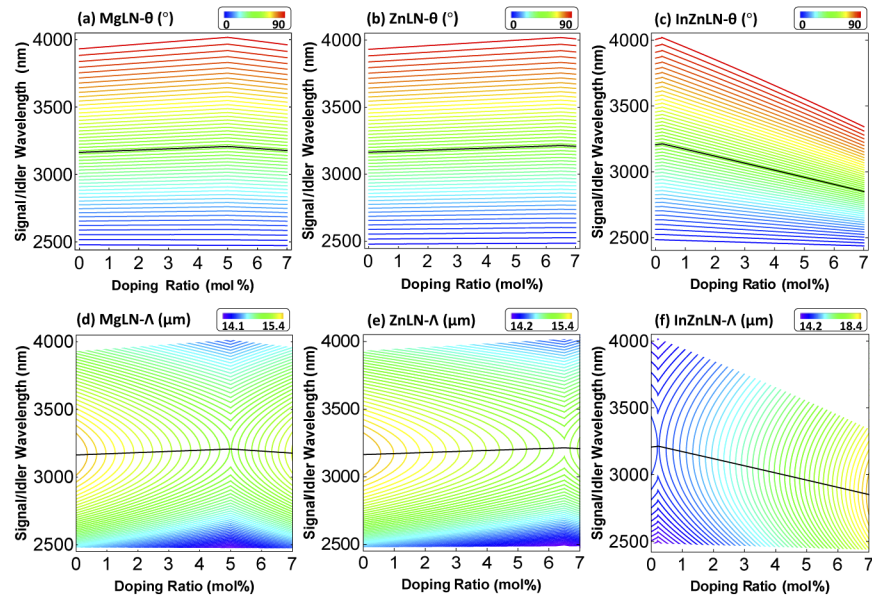 (a) MgLN-θ (°)
0 90
(b) ZnLN-θ (°)
0 90
(c) InZnLN-θ (°)
0 90
Signal/Idler Wavelength (nm)
4000
3500
3000
2500
0 1 2 3 4 5 6 7
Doping Ratio (mol%)
Signal/Idler Wavelength (nm)
4000
3500
3000
2500
0 1 2 3 4 5 6 7
Doping Ratio (mol%)
Signal/Idler Wavelength (nm)
4000
3500
3000
2500
0 1 2 3 4 5 6 7
Doping Ratio (mol%)
(d) MgLN-Λ (μm)
14.1 15.4
(e) ZnLN-Λ (μm)
14.2 15.4
(f) InZnLN-Λ (μm)
14.2 18.4
Signal/Idler Wavelength (nm)
4000
3500
3000
2500
0 1 2 3 4 5 6 7
Doping Ratio (mol%)
Signal/Idler Wavelength (nm)
4000
3500
3000
2500
0 1 2 3 4 5 6 7
Doping Ratio (mol%)
Signal/Idler Wavelength (nm)
4000
3500
3000
2500
0 1 2 3 4 5 6 7
Doping Ratio (mol%)